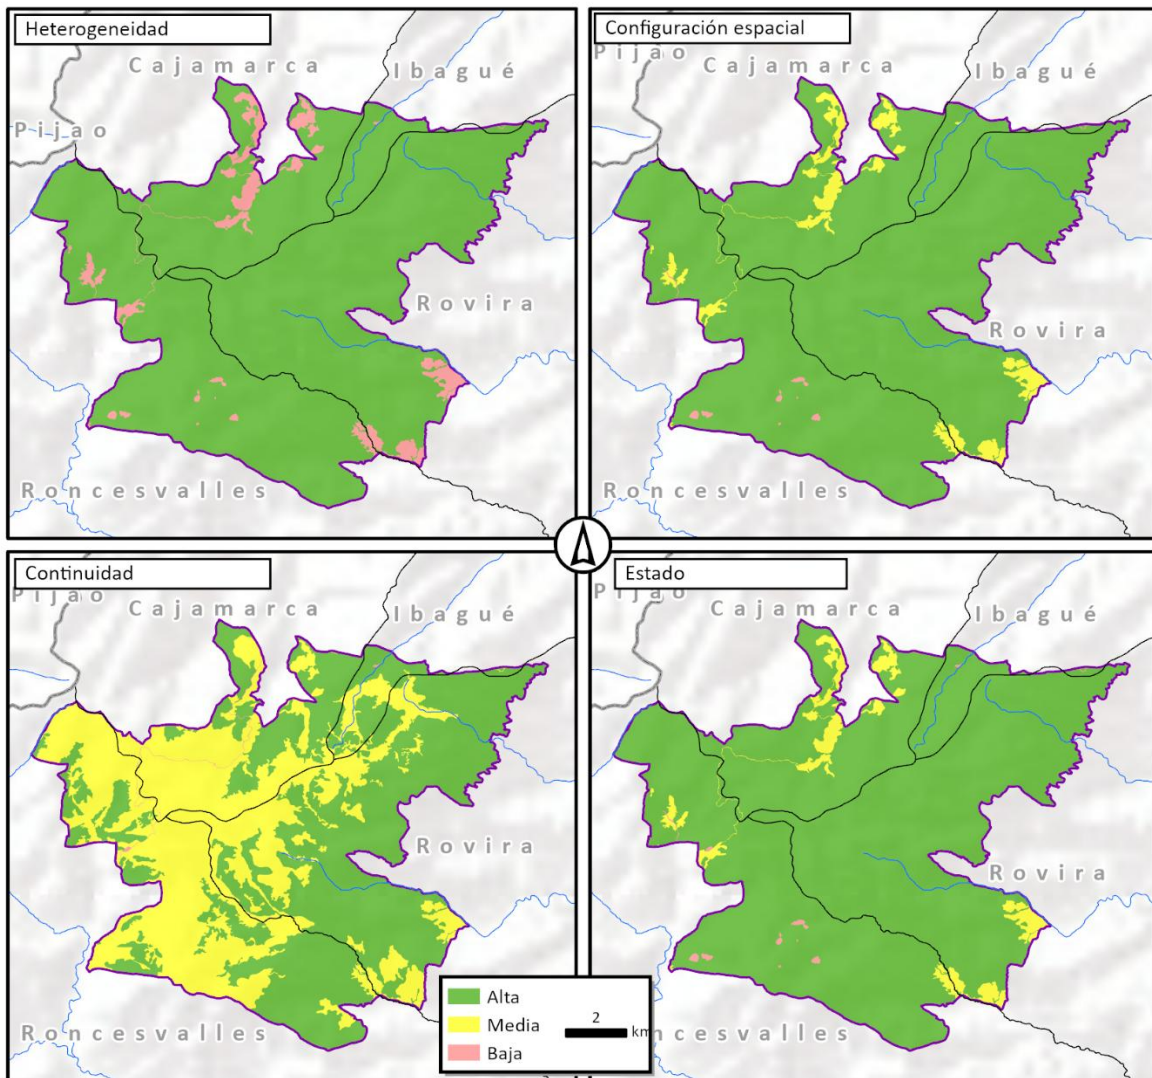 Heterogeneidad
Cajamarca
Ibagué
Pijao
Rovira
Roncesvalles
Configuración espacial
Pijao
Cajamarca
Ibagué
Rovira
Roncesvalles
Continuidad
Pijao
Cajamarca
Ibagué
Rovira
Roncesvalles
Estado
Pijao
Cajamarca
Ibagué
Rovira
Roncesvalles
Alta
Media
Baja
2
km